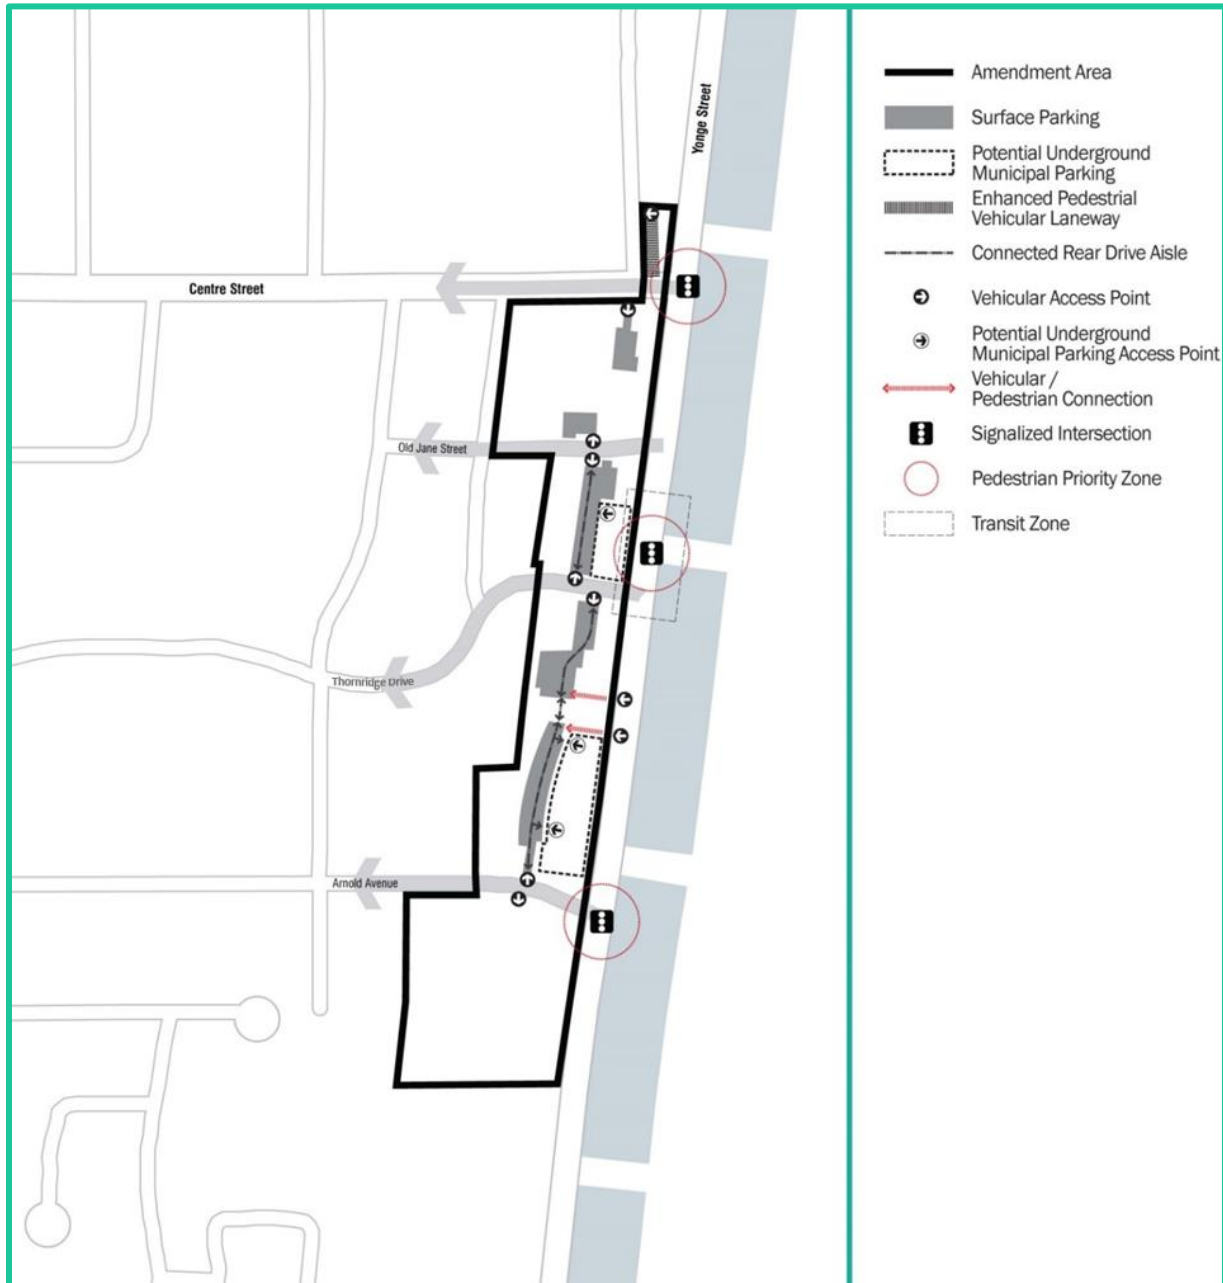 Yonge Street
Centre Street
Old Jane Street
Thornridge Drive
Arnold Avenue
Amendment Area
Surface Parking
Potential Underground
Municipal Parking
Enhanced Pedestrial
Vehicular Laneway
Connected Rear Drive Aisle
Vehicular Access Point
Potential Underground
Municipal Parking Access Point
Vehicular /
Pedestrian Connection
Signalized Intersection
Pedestrian Priority Zone
Transit Zone